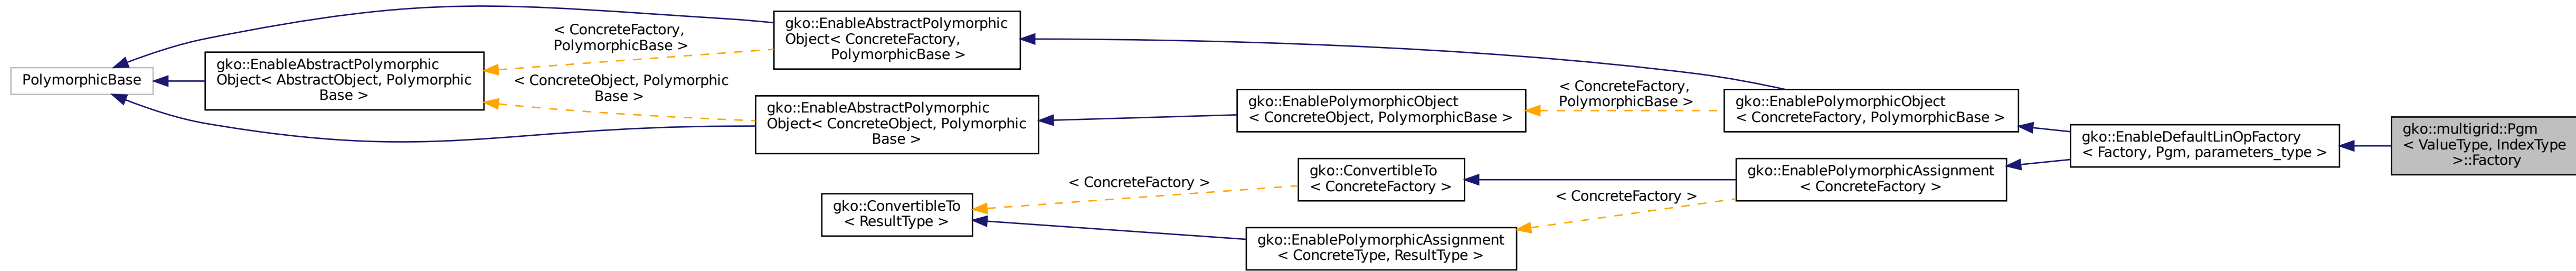 PolymorphicBase
gko::EnableAbstractPolymorphic
Object< AbstractObject, Polymorphic
Base >
< ConcreteFactory,
PolymorphicBase >
< ConcreteObject, Polymorphic
Base >
gko::EnableAbstractPolymorphic
Object< ConcreteFactory,
PolymorphicBase >
gko::EnableAbstractPolymorphic
Object< ConcreteObject, Polymorphic
Base >
gko::ConvertibleTo
< ResultType >
< ConcreteFactory >
gko::EnablePolymorphicObject
< ConcreteObject, PolymorphicBase >
gko::ConvertibleTo
< ConcreteFactory >
gko::EnablePolymorphicAssignment
< ConcreteType, ResultType >
< ConcreteFactory,
PolymorphicBase >
< ConcreteFactory >
gko::EnablePolymorphicObject
< ConcreteFactory, PolymorphicBase >
gko::EnablePolymorphicAssignment
< ConcreteFactory >
gko::EnableDefaultLinOpFactory
< Factory, Pgm, parameters_type >
gko::multigrid::Pgm
< ValueType, IndexType
>::Factory